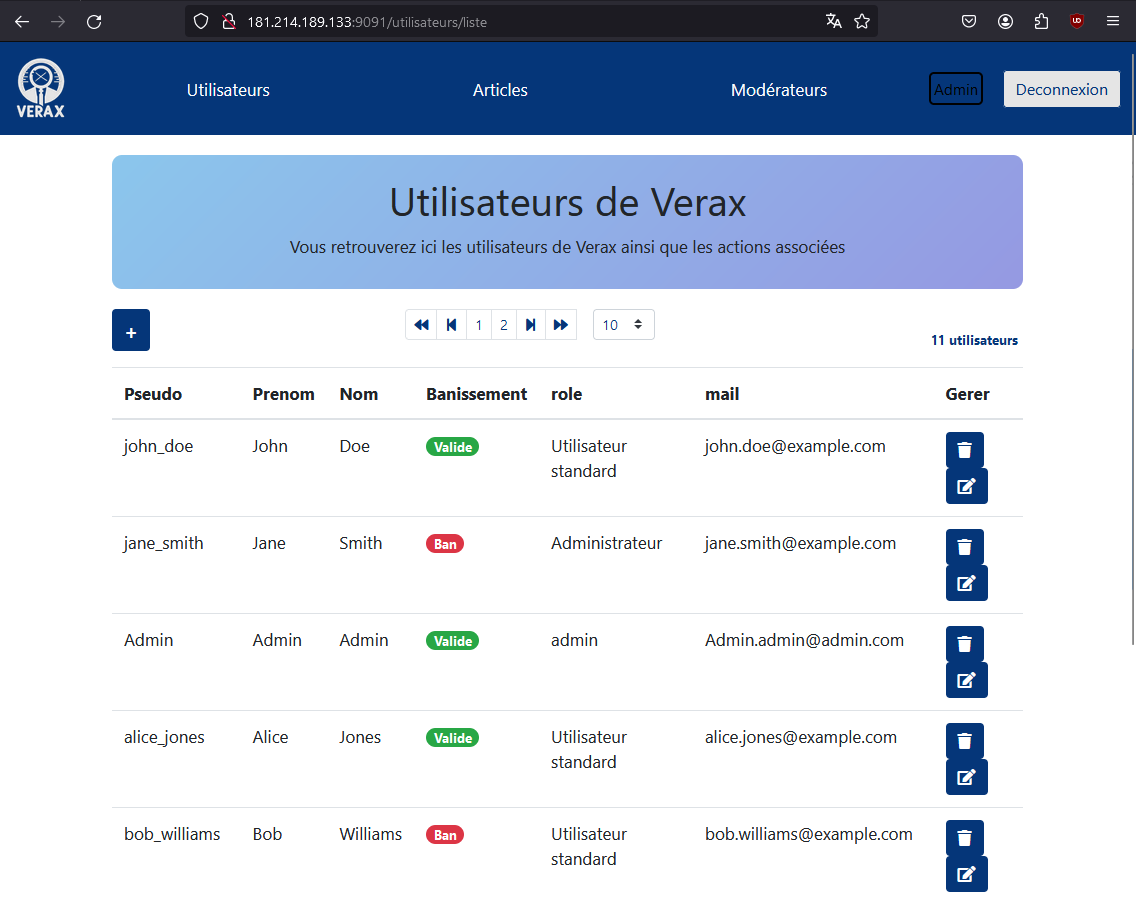 181.214.189.133:9091/utilisateurs/liste
VERAX
Utilisateurs
Articles
Modérateurs
Admin
Deconnexion
Utilisateurs de Verax
Vous retrouverez ici les utilisateurs de Verax ainsi que les actions associées
+
1
2
10
11 utilisateurs
Pseudo Prenom Nom Banissement role mail Gerer
john_doe John Doe Valide Utilisateur standard john.doe@example.com
jane_smith Jane Smith Ban Administrateur jane.smith@example.com
Admin Admin Admin Valide admin Admin.admin@admin.com
alice_jones Alice Jones Valide Utilisateur standard alice.jones@example.com
bob_williams Bob Williams Ban Utilisateur standard bob.williams@example.com